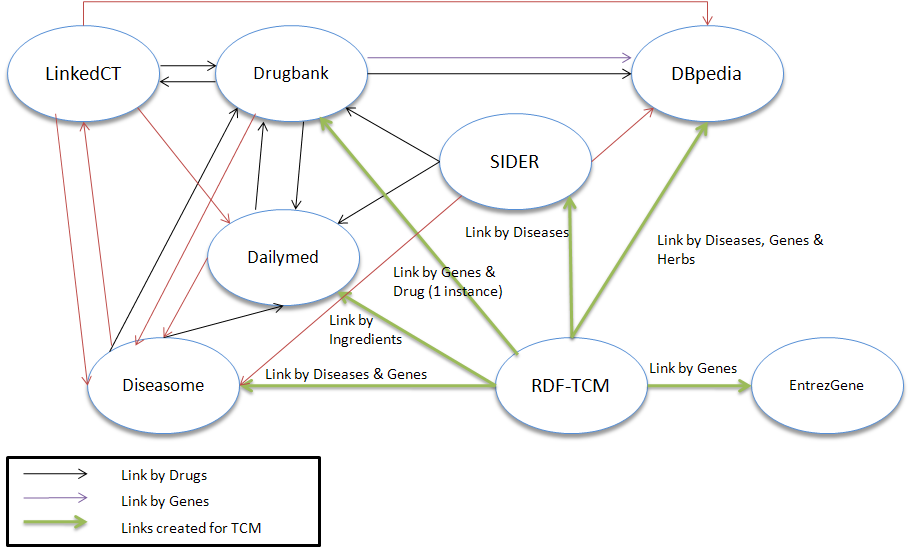 LinkedCT
Drugbank
DBpedia
SIDER
Link by Diseases
Link by Diseases, Genes &
Herbs
Dailymed
Link by Genes &
Drug (1 instance)
Link by
Ingredients
Diseasome
Link by Diseases & Genes
RDF-TCM
Link by Genes
EntrezGene
Link by Drugs
Link by Genes
Links created for TCM